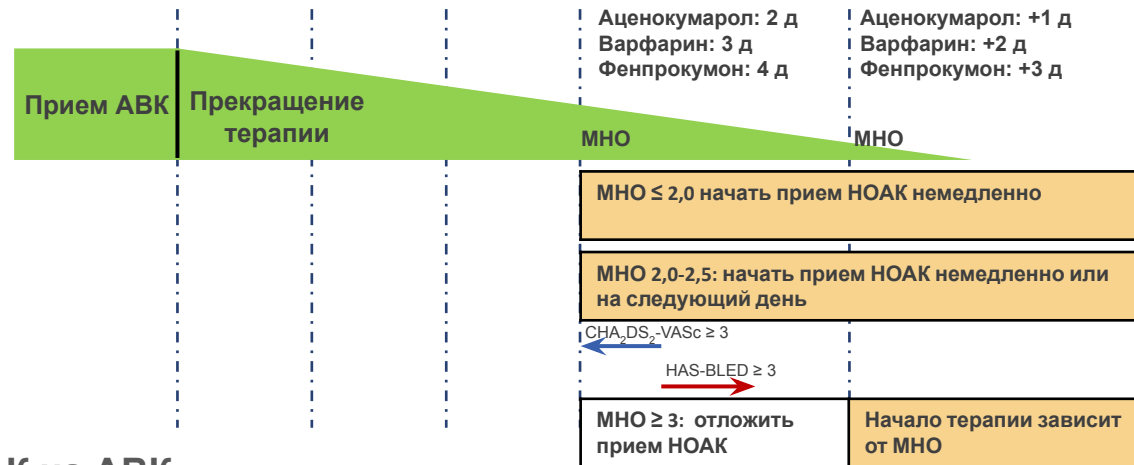 Аценокумарол: 2 д
Варфарин: 3 д
Фенпрокумон: 4 д
Аценокумарол: +1 д
Варфарин: +2 д
Фенпрокумон: +3 д
Прием АВК
Прекращение
терапии
МНО
МНО
МНО ≤ 2,0 начать прием НОАК немедленно
МНО 2,0-2,5: начать прием НОАК немедленно или
на следующий день
CHA₂DS₂-VASc ≥ 3
HAS-BLED ≥ 3
МНО ≥ 3: отложить
прием НОАК
Начало терапии зависит
от МНО